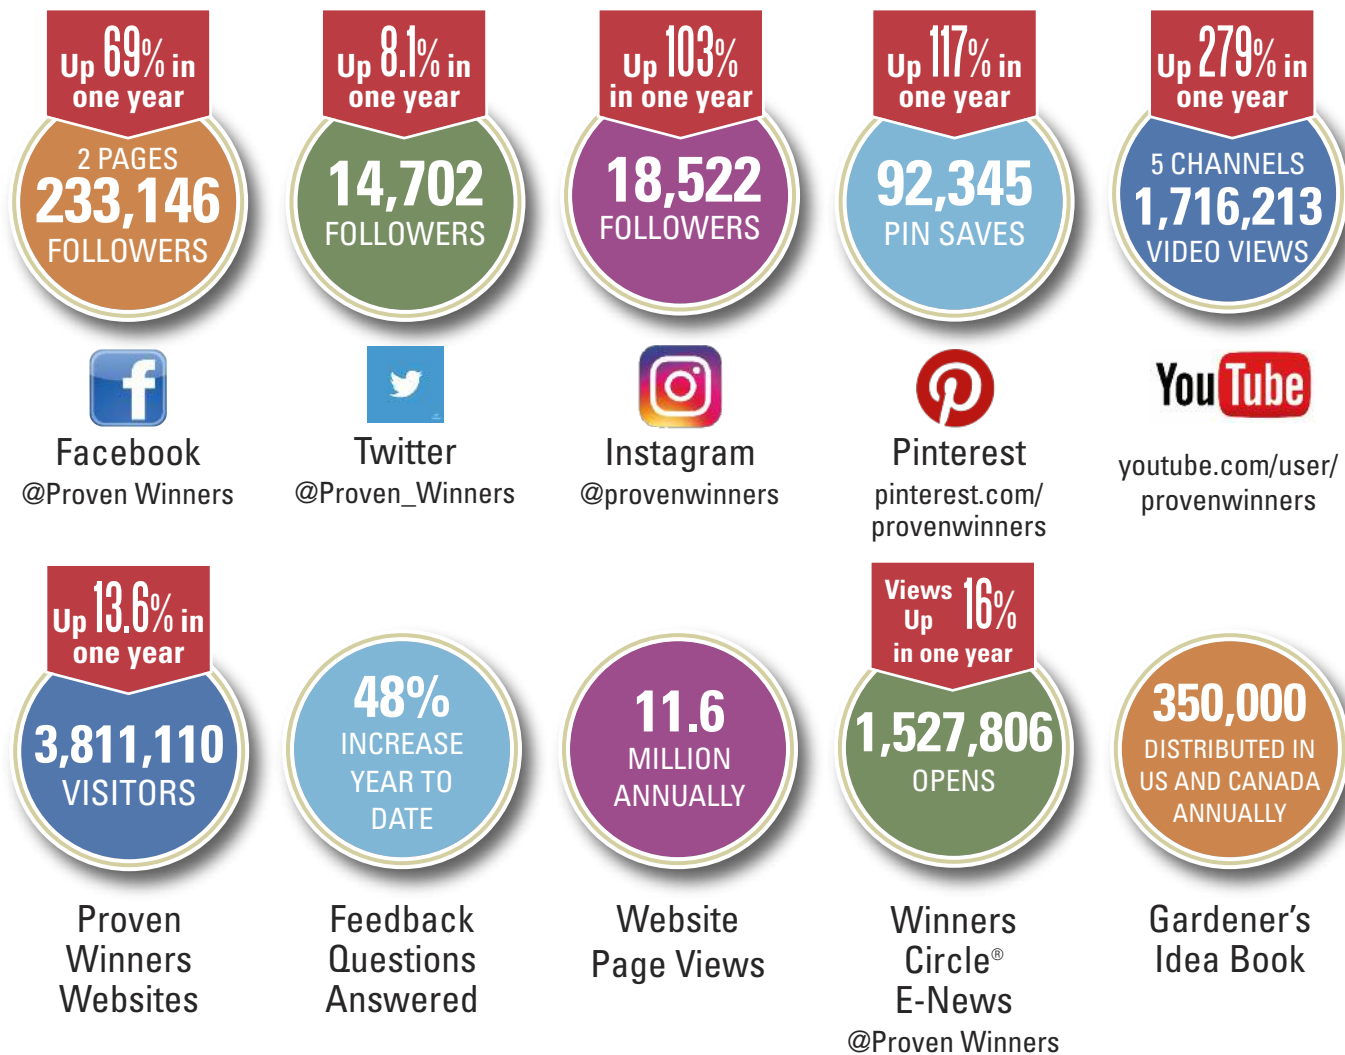 Up 69% in
one year
2 PAGES
233,146
FOLLOWERS
f
Facebook
@Proven Winners
Up 8.1% in
one year
14,702
FOLLOWERS
Twitter
@Proven_Winners
Up 103%
in one year
18,522
FOLLOWERS
Instagram
@provenwinners
Up 117% in
one year
92,345
PIN SAVES
Pinterest
pinterest.com/
provenwinners
Up 279% in
one year
5 CHANNELS
1,716,213
VIDEO VIEWS
YouTube
youtube.com/user/
provenwinners
Up 13.6% in
one year
3,811,110
VISITORS
Proven
Winners
Websites
48%
INCREASE
YEAR TO
DATE
Feedback
Questions
Answered
11.6
MILLION
ANNUALLY
Website
Page Views
Views
Up 16%
in one year
1,527,806
OPENS
Winners
Circle®
E-News
@Proven Winners
350,000
DISTRIBUTED IN
US AND CANADA
ANNUALLY
Gardener's
Idea Book